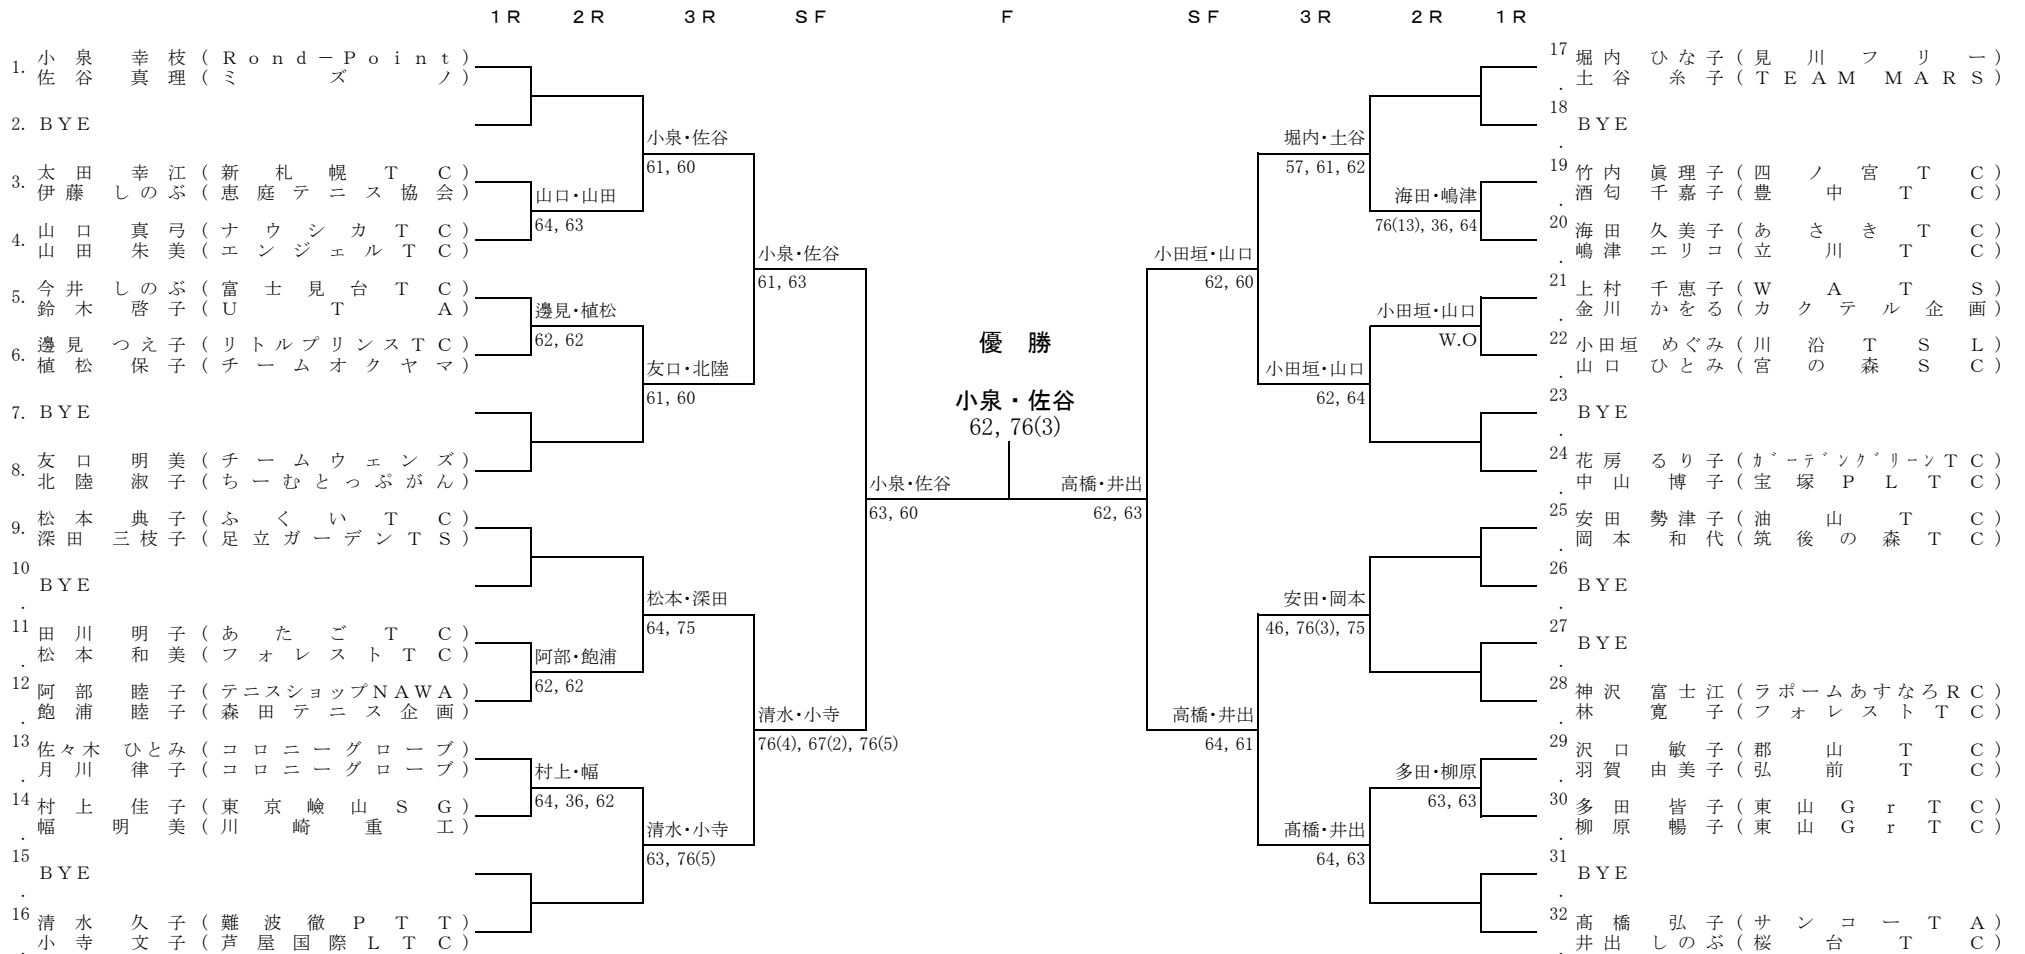 1R 2R 3R SF F SF 3R 2R 1R
1. 小泉 幸枝 (Rond－Point)
佐谷 真理 (ミズノ)
2. BYE
3. 太田 幸江 (新札幌TC)
伊藤 しのぶ (恵庭テニス協会)
4. 山口 真弓 (ナウシカTC)
山田 朱美 (エンジェルTC)
5. 今井 しのぶ (富士見台TC)
鈴木 啓子 (UTA)
6. 邊見 つえ子 (リトルプリンスTC)
植松 保子 (チームオクヤマ)
7. BYE
8. 友口 明美 (チームウェンズ)
北陸 淑子 (ちーむとっぷがん)
9. 松本 典子 (ふくいTC)
深田 三枝子 (足立ガーデンTS)
10. BYE
11. 田川 明子 (あたごTC)
松本 和美 (フォレストTC)
12. 阿部 睦子 (テニスショップNAWA)
飽浦 睦子 (森田テニス企画)
13. 佐々木 ひとみ (コロニーグローブ)
月川 律子 (コロニーグローブ)
14. 村上 佳子 (東京嶮山SG)
幅 明美 (川崎重工)
15. BYE
16. 清水 久子 (難波徹PTT)
小寺 文子 (芦屋国際LTC)
山口・山田
64, 63
邊見・植松
62, 62
阿部・飽浦
62, 62
村上・幅
64, 36, 62
小泉・佐谷
61, 60
友口・北陸
61, 60
松本・深田
64, 75
清水・小寺
63, 76(5)
小泉・佐谷
61, 63
清水・小寺
76(4), 67(2), 76(5)
小泉・佐谷
63, 60
優 勝
小泉・佐谷
62, 76(3)
高橋・井出
62, 63
小田垣・山口
62, 60
高橋・井出
64, 61
堀内・土谷
57, 61, 62
小田垣・山口
62, 64
安田・岡本
46, 76(3), 75
髙橋・井出
64, 63
海田・嶋津
76(13), 36, 64
小田垣・山口
W.O
多田・柳原
63, 63
17. 堀内 ひな子 (見川フリー)
土谷 糸子 (TEAM MARS)
18. BYE
19. 竹内 眞理子 (四ノ宮TC)
酒匂 千嘉子 (豊中TC)
20. 海田 久美子 (あさきTC)
嶋津 エリコ (立川TC)
21. 上村 千恵子 (WATS)
金川 かをる (カクテル企画)
22. 小田垣 めぐみ (川沿TSL)
山口 ひとみ (宮の森SC)
23. BYE
24. 花房 るり子 (ｶﾞｰﾃﾞﾝｸﾞﾘｰﾝTC)
中山 博子 (宝塚PLTC)
25. 安田 勢津子 (油山TC)
岡本 和代 (筑後の森TC)
26. BYE
27. BYE
28. 神沢 富士江 (ラポームあすなろRC)
林 寛子 (フォレストTC)
29. 沢口 敏子 (郡山TC)
羽賀 由美子 (弘前TC)
30. 多田 皆子 (東山GrTC)
柳原 暢子 (東山GrTC)
31. BYE
32. 髙橋 弘子 (サンコーTA)
井出 しのぶ (桜台TC)